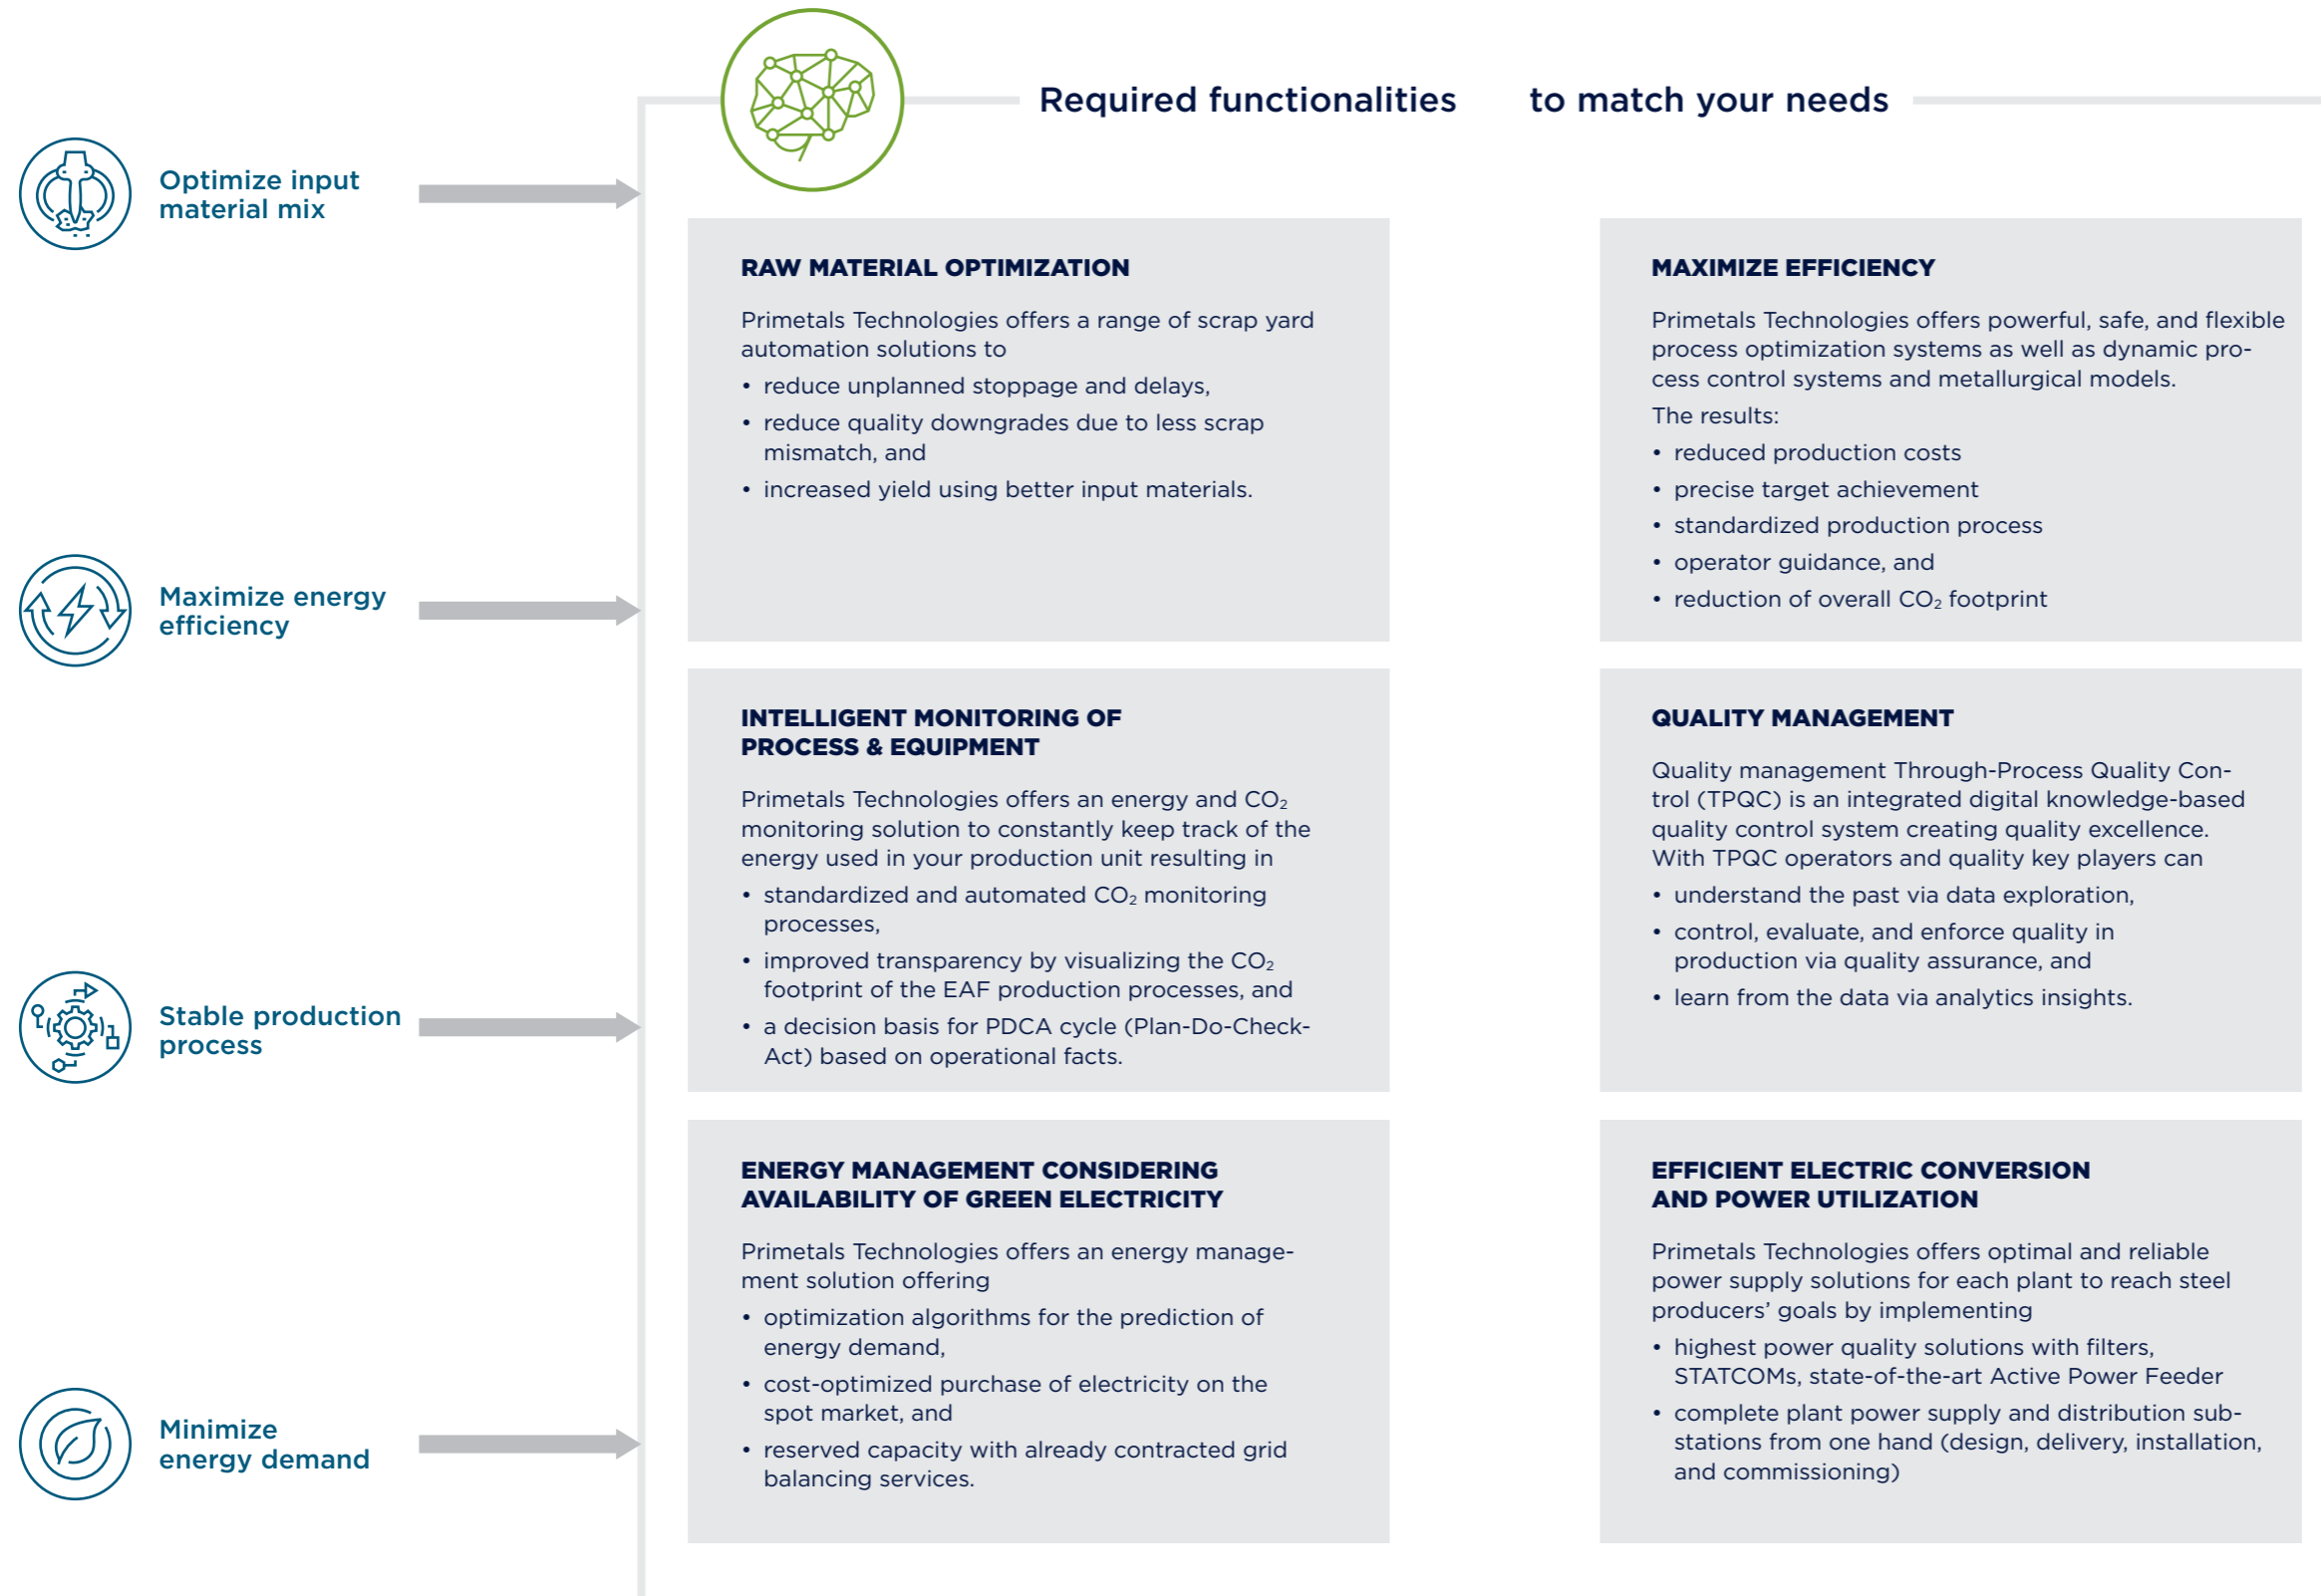 Required functionalities to match your needs
Optimize input
material mix
Maximize energy
efficiency
Stable production
process
Minimize
energy demand
RAW MATERIAL OPTIMIZATION
Primetals Technologies offers a range of scrap yard
automation solutions to
• reduce unplanned stoppage and delays,
• reduce quality downgrades due to less scrap
mismatch, and
• increased yield using better input materials.
MAXIMIZE EFFICIENCY
Primetals Technologies offers powerful, safe, and flexible
process optimization systems as well as dynamic pro-
cess control systems and metallurgical models.
The results:
• reduced production costs
• precise target achievement
• standardized production process
• operator guidance, and
• reduction of overall CO₂ footprint
INTELLIGENT MONITORING OF
PROCESS & EQUIPMENT
Primetals Technologies offers an energy and CO₂
monitoring solution to constantly keep track of the
energy used in your production unit resulting in
• standardized and automated CO₂ monitoring
processes,
• improved transparency by visualizing the CO₂
footprint of the EAF production processes, and
• a decision basis for PDCA cycle (Plan-Do-Check-
Act) based on operational facts.
QUALITY MANAGEMENT
Quality management Through-Process Quality Con-
trol (TPQC) is an integrated digital knowledge-based
quality control system creating quality excellence.
With TPQC operators and quality key players can
• understand the past via data exploration,
• control, evaluate, and enforce quality in
production via quality assurance, and
• learn from the data via analytics insights.
ENERGY MANAGEMENT CONSIDERING
AVAILABILITY OF GREEN ELECTRICITY
Primetals Technologies offers an energy manage-
ment solution offering
• optimization algorithms for the prediction of
energy demand,
• cost-optimized purchase of electricity on the
spot market, and
• reserved capacity with already contracted grid
balancing services.
EFFICIENT ELECTRIC CONVERSION
AND POWER UTILIZATION
Primetals Technologies offers optimal and reliable
power supply solutions for each plant to reach steel
producers’ goals by implementing
• highest power quality solutions with filters,
STATCOMs, state-of-the-art Active Power Feeder
• complete plant power supply and distribution sub-
stations from one hand (design, delivery, installation,
and commissioning)